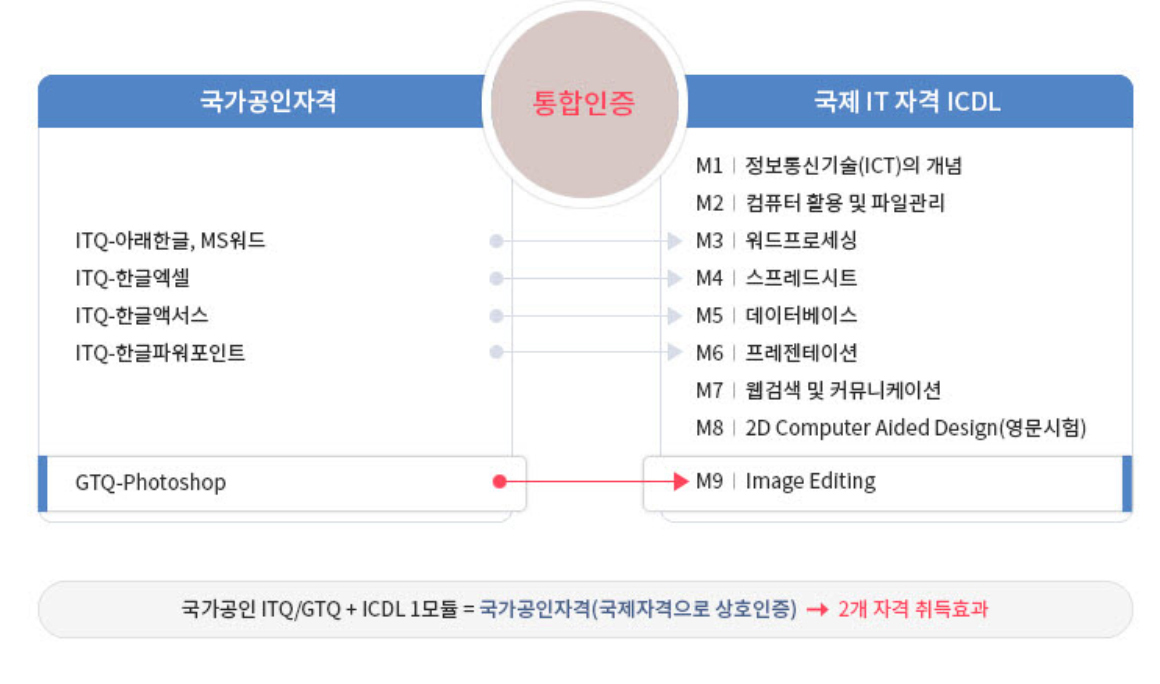 국가공인자격
통합인증
국제 IT 자격 ICDL
M1 | 정보통신기술(ICT)의 개념
M2 | 컴퓨터 활용 및 파일관리
ITQ-아래한글, MS워드
M3 | 워드프로세싱
ITQ-한글엑셀
M4 | 스프레드시트
ITQ-한글액서스
M5 | 데이터베이스
ITQ-한글파워포인트
M6 | 프레젠테이션
M7 | 웹검색 및 커뮤니케이션
M8 | 2D Computer Aided Design(영문시험)
GTQ-Photoshop
M9 | Image Editing
국가공인 ITQ/GTQ + ICDL 1모듈 = 국가공인자격(국제자격으로 상호인증) → 2개 자격 취득효과